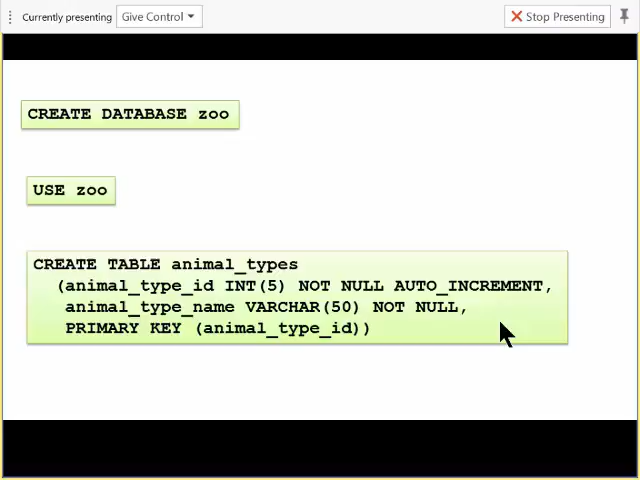 Currently presenting Give Control Stop Presenting
CREATE DATABASE zoo
USE zoo
CREATE TABLE animal_types
(animal_type_id INT(5) NOT NULL AUTO_INCREMENT,
animal_type_name VARCHAR(50) NOT NULL,
PRIMARY KEY (animal_type_id))